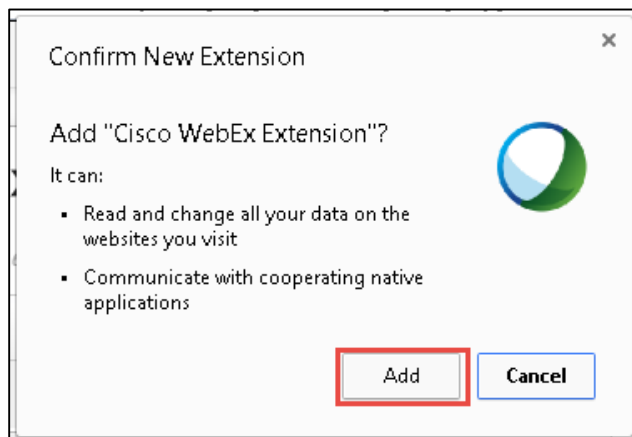 Confirm New Extension
Add "Cisco WebEx Extension"?
It can:
▪ Read and change all your data on the
websites you visit
▪ Communicate with cooperating native
applications
Add
Cancel